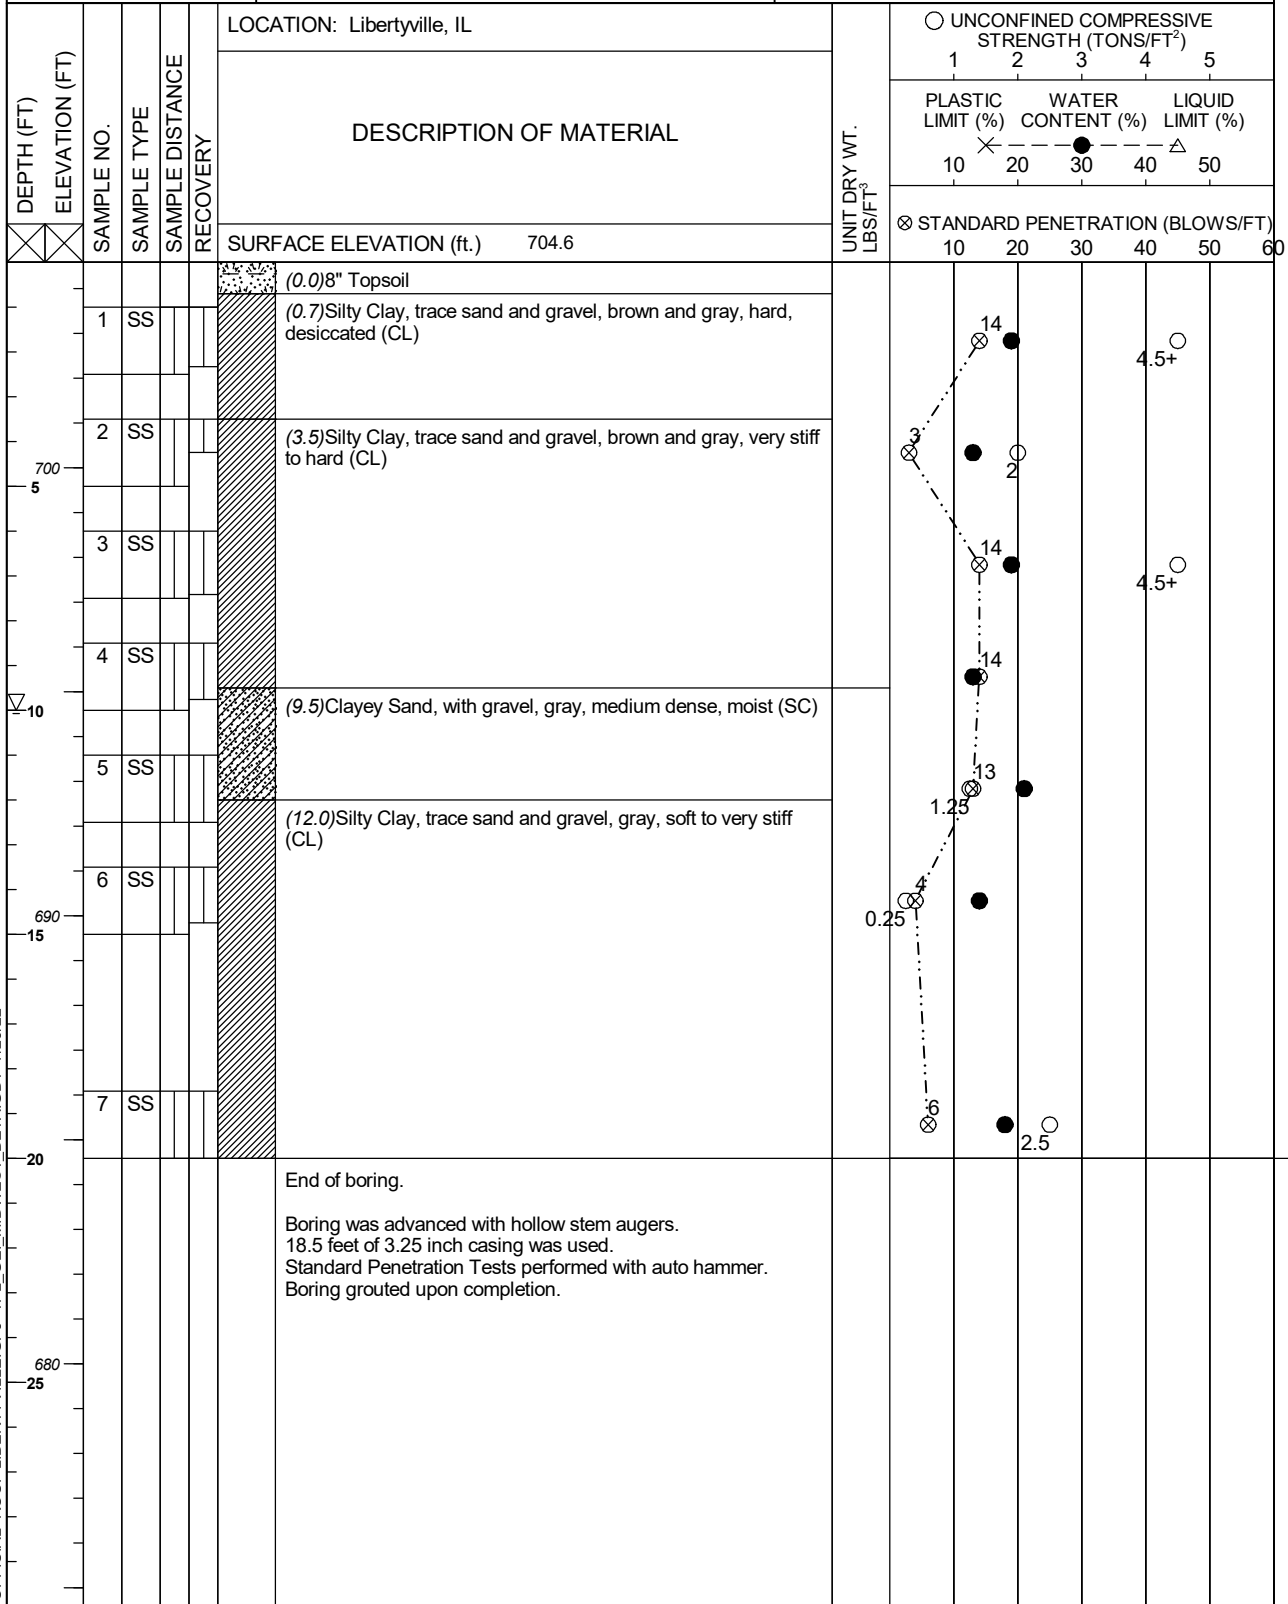 LOCATION: Libertyville, IL
DEPTH (FT)
ELEVATION (FT)
SAMPLE NO.
SAMPLE TYPE
SAMPLE DISTANCE
RECOVERY
DESCRIPTION OF MATERIAL
SURFACE ELEVATION (ft.) 704.6
UNIT DRY WT.
LBS/FT³
UNCONFINED COMPRESSIVE
STRENGTH (TONS/FT²)
1 2 3 4 5
PLASTIC WATER LIQUID
LIMIT (%) CONTENT (%) LIMIT (%)
10 20 30 40 50
STANDARD PENETRATION (BLOWS/FT)
10 20 30 40 50 60
(0.0)8" Topsoil
1 SS
(0.7)Silty Clay, trace sand and gravel, brown and gray, hard,
desiccated (CL)
14
4.5+
2 SS
(3.5)Silty Clay, trace sand and gravel, brown and gray, very stiff
to hard (CL)
3
2
700
5
3 SS
14
4.5+
4 SS
14
10
(9.5)Clayey Sand, with gravel, gray, medium dense, moist (SC)
5 SS
13
1.25
(12.0)Silty Clay, trace sand and gravel, gray, soft to very stiff
(CL)
6 SS
4
0.25
690
15
7 SS
6
2.5
20
End of boring.
Boring was advanced with hollow stem augers.
18.5 feet of 3.25 inch casing was used.
Standard Penetration Tests performed with auto hammer.
Boring grouted upon completion.
680
25